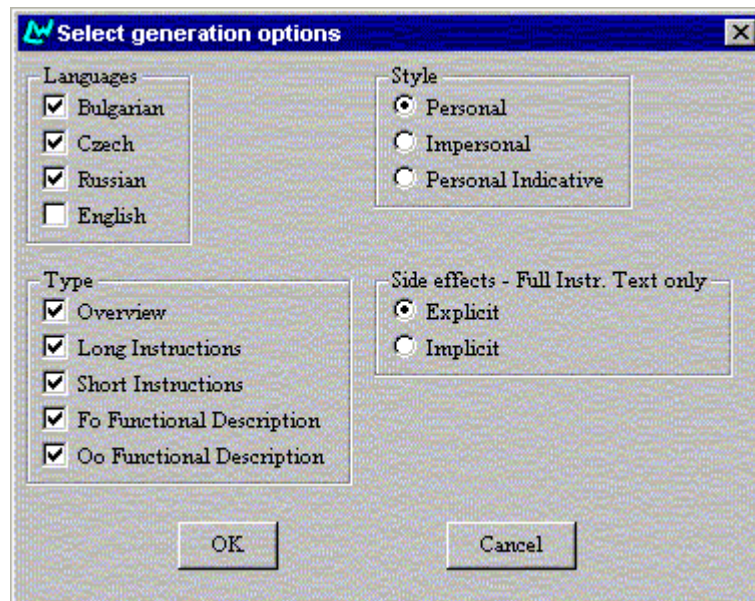 Select generation options
Languages
Bulgarian
Czech
Russian
English
Style
Personal
Impersonal
Personal Indicative
Type
Overview
Long Instructions
Short Instructions
Fo Functional Description
Oo Functional Description
Side effects - Full Instr. Text only
Explicit
Implicit
OK
Cancel